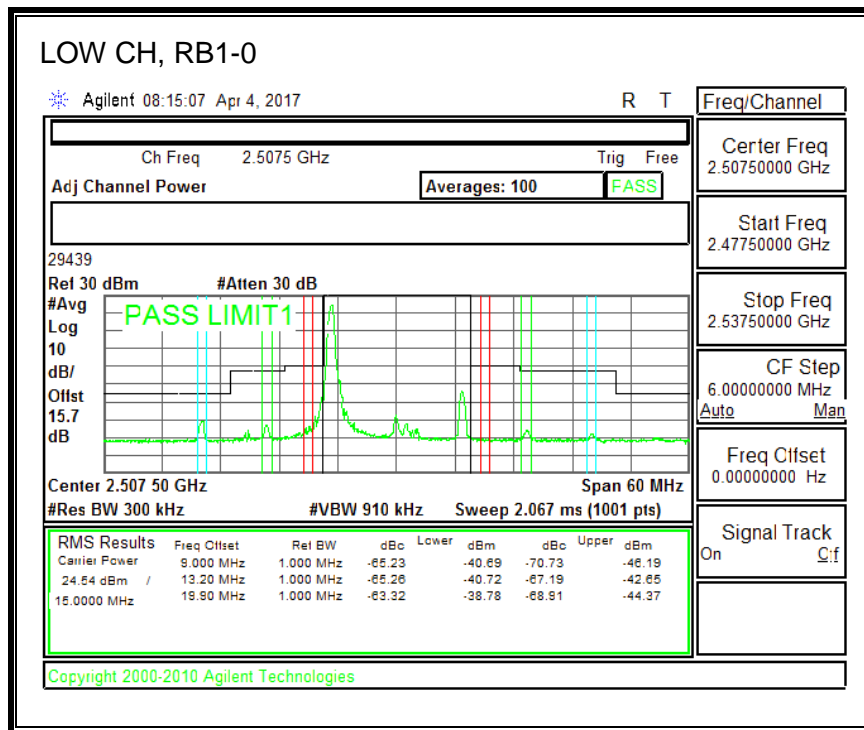 LOW CH, RB1-0
Agilent 08:15:07 Apr 4, 2017 R T
Freq/Channel
Ch Freq 2.5075 GHz Trig Free
Adj Channel Power Averages: 100 PASS
Center Freq
2.50750000 GHz
Start Freq
2.47750000 GHz
Stop Freq
2.53750000 GHz
CF Step
6.00000000 MHz
Auto Man
Freq Offset
0.00000000 Hz
Signal Track
On Off
29439
Ref 30 dBm #Atten 30 dB
#Avg
Log
10
dB/
Offst
15.7
dB
PASS LIMIT1
Center 2.507 50 GHz Span 60 MHz
#Res BW 300 kHz #VBW 910 kHz Sweep 2.067 ms (1001 pts)
RMS Results Freq Offset Ref BW dBc Lower dBm dBc Upper dBm
Carrier Power 9.000 MHz 1.000 MHz -65.23 -40.69 -70.73 -46.19
24.54 dBm / 13.20 MHz 1.000 MHz -65.26 -40.72 -67.19 -42.65
15.0000 MHz 19.90 MHz 1.000 MHz -63.32 -38.78 -68.91 -44.37
Copyright 2000-2010 Agilent Technologies